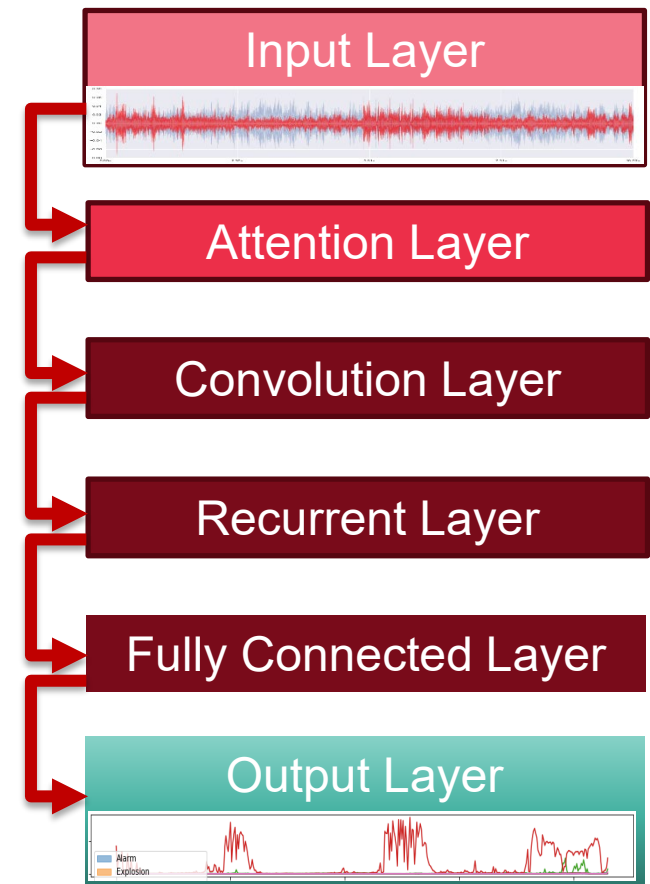 Input Layer
Attention Layer
Convolution Layer
Recurrent Layer
Fully Connected Layer
Output Layer
Alarm
Explosion